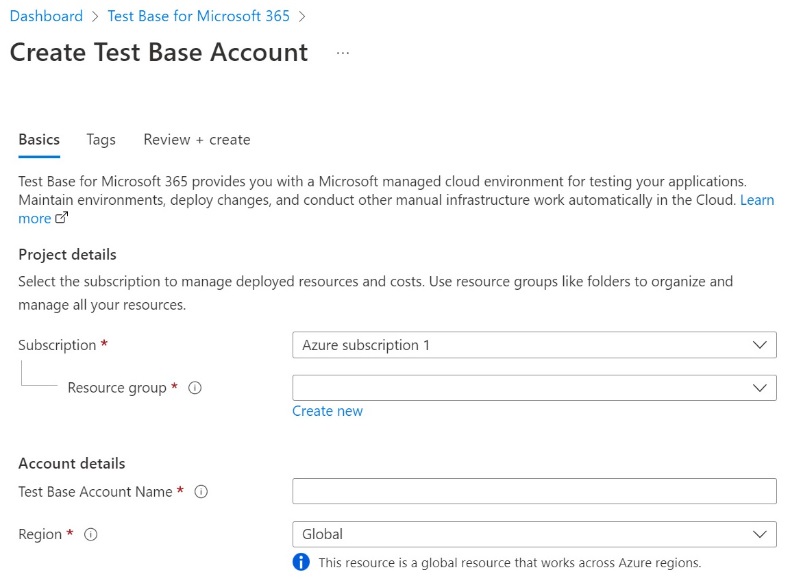 Dashboard > Test Base for Microsoft 365 >
Create Test Base Account ...
Basics Tags Review + create
Test Base for Microsoft 365 provides you with a Microsoft managed cloud environment for testing your applications.
Maintain environments, deploy changes, and conduct other manual infrastructure work automatically in the Cloud. Learn
more
Project details
Select the subscription to manage deployed resources and costs. Use resource groups like folders to organize and
manage all your resources.
Subscription * Azure subscription 1
Resource group *
Create new
Account details
Test Base Account Name *
Region * Global
This resource is a global resource that works across Azure regions.